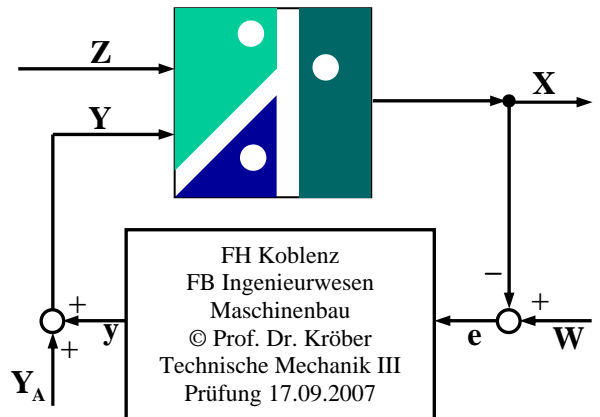 Z
X
Y
FH Koblenz
FB Ingenieurwesen
Maschinenbau
© Prof. Dr. Kröber
Technische Mechanik III
Prüfung 17.09.2007
−
+
+
y
e
W
+
Y_A